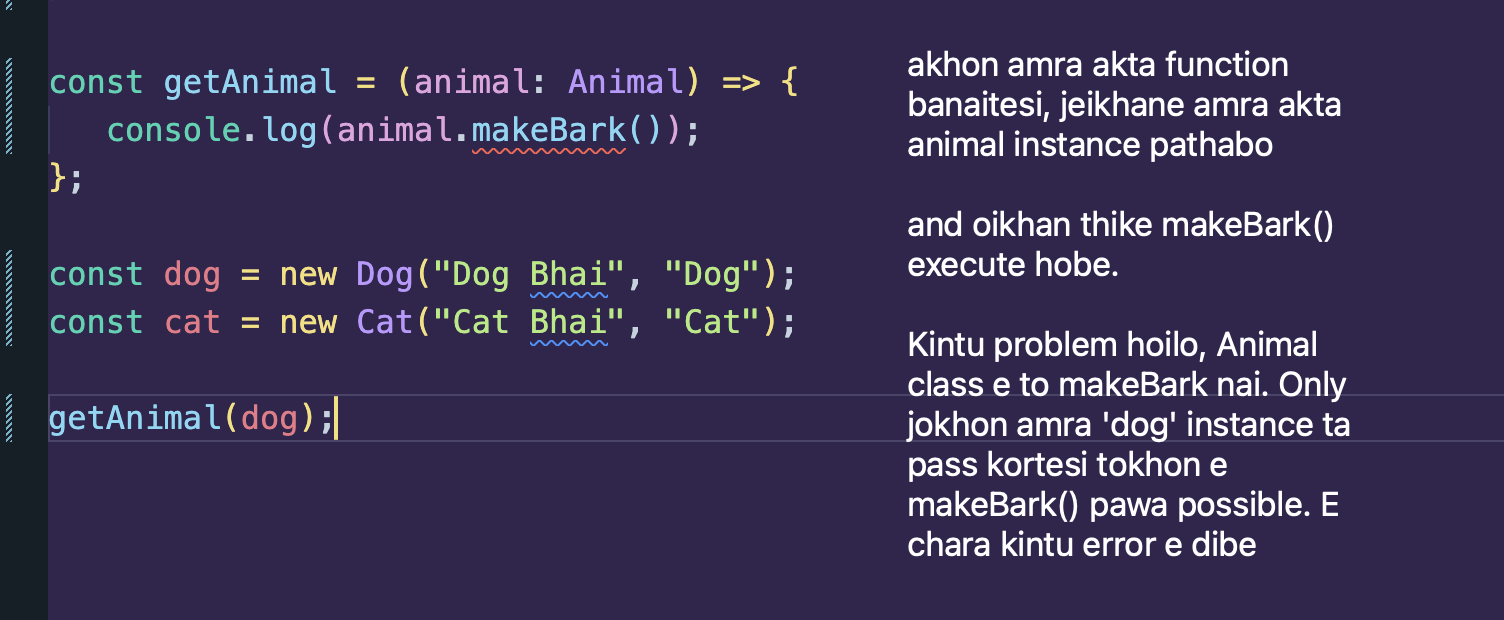 const getAnimal = (animal: Animal) => {
console.log(animal.makeBark());
};
const dog = new Dog("Dog Bhai", "Dog");
const cat = new Cat("Cat Bhai", "Cat");
getAnimal(dog);
akhon amra akta function
banaitesi, jeikhane amra akta
animal instance pathabo
and oikhan thike makeBark()
execute hobe.
Kintu problem hoilo, Animal
class e to makeBark nai. Only
jokhon amra 'dog' instance ta
pass kortesi tokhon e
makeBark() pawa possible. E
chara kintu error e dibe